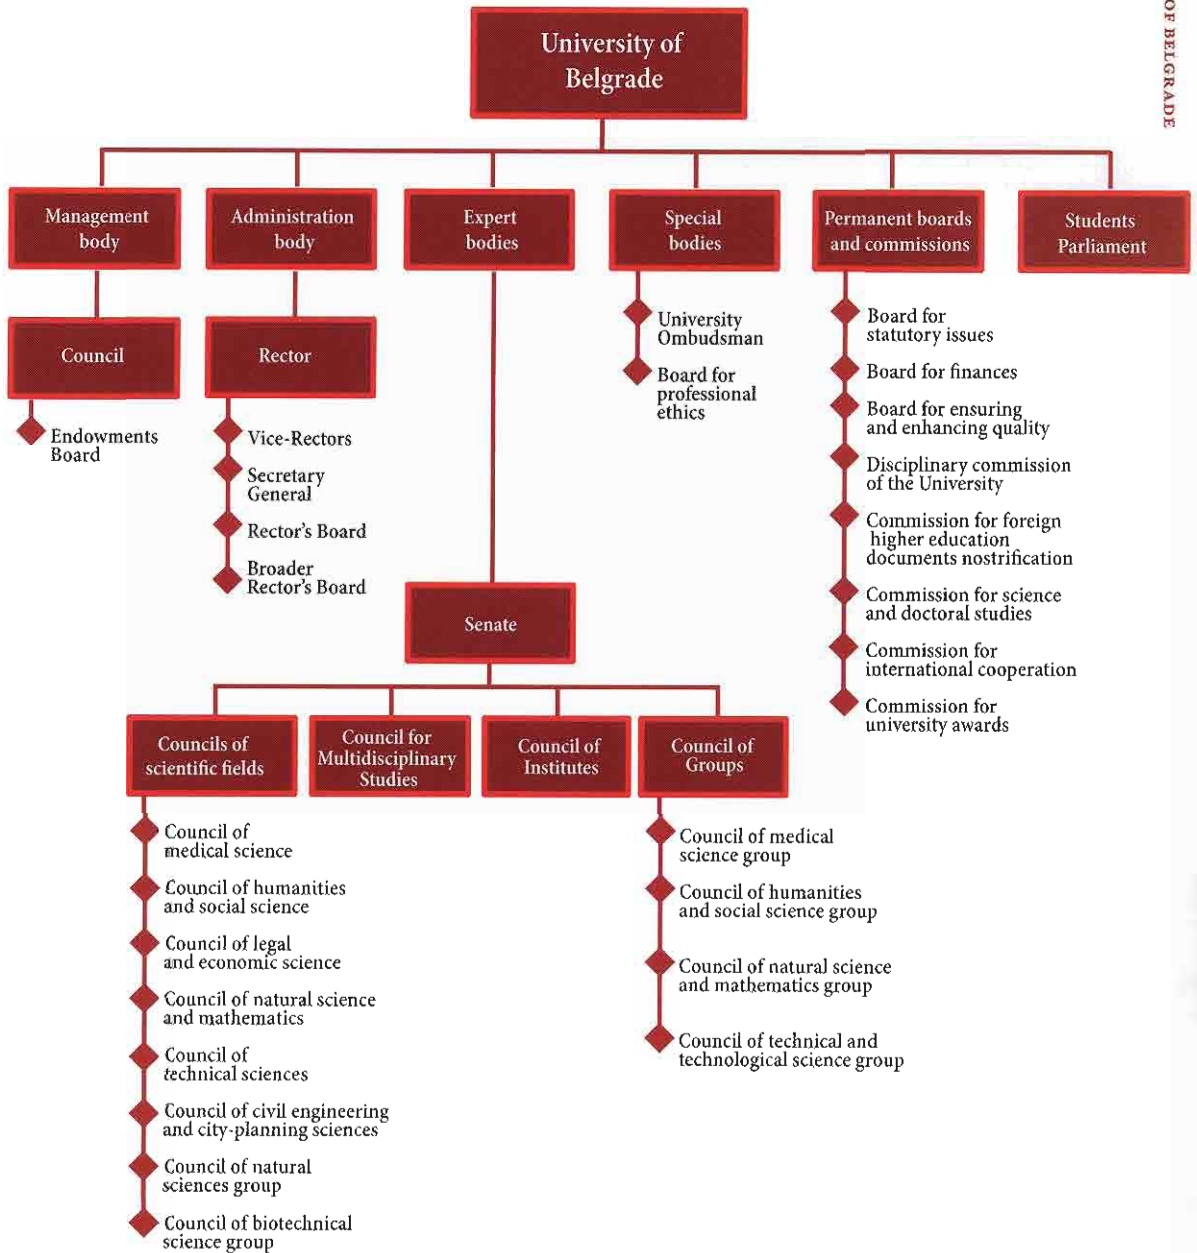 OF BELGRADE
University of
Belgrade
Management
body
Administration
body
Expert
bodies
Special
bodies
Permanent boards
and commissions
Students
Parliament
Council
Endowments
Board
Rector
Vice-Rectors
Secretary
General
Rector's Board
Broader
Rector's Board
University
Ombudsman
Board for
professional
ethics
Board for
statutory issues
Board for finances
Board for ensuring
and enhancing quality
Disciplinary commission
of the University
Commission for foreign
higher education
documents nostrification
Commission for science
and doctoral studies
Commission for
international cooperation
Commission for
university awards
Senate
Councils of
scientific fields
Council for
Multidisciplinary
Studies
Council of
Institutes
Council of
Groups
Council of
medical science
Council of humanities
and social science
Council of legal
and economic science
Council of natural science
and mathematics
Council of
technical sciences
Council of civil engineering
and city-planning sciences
Council of natural
sciences group
Council of biotechnical
science group
Council of medical
science group
Council of humanities
and social science group
Council of natural science
and mathematics group
Council of technical and
technological science group